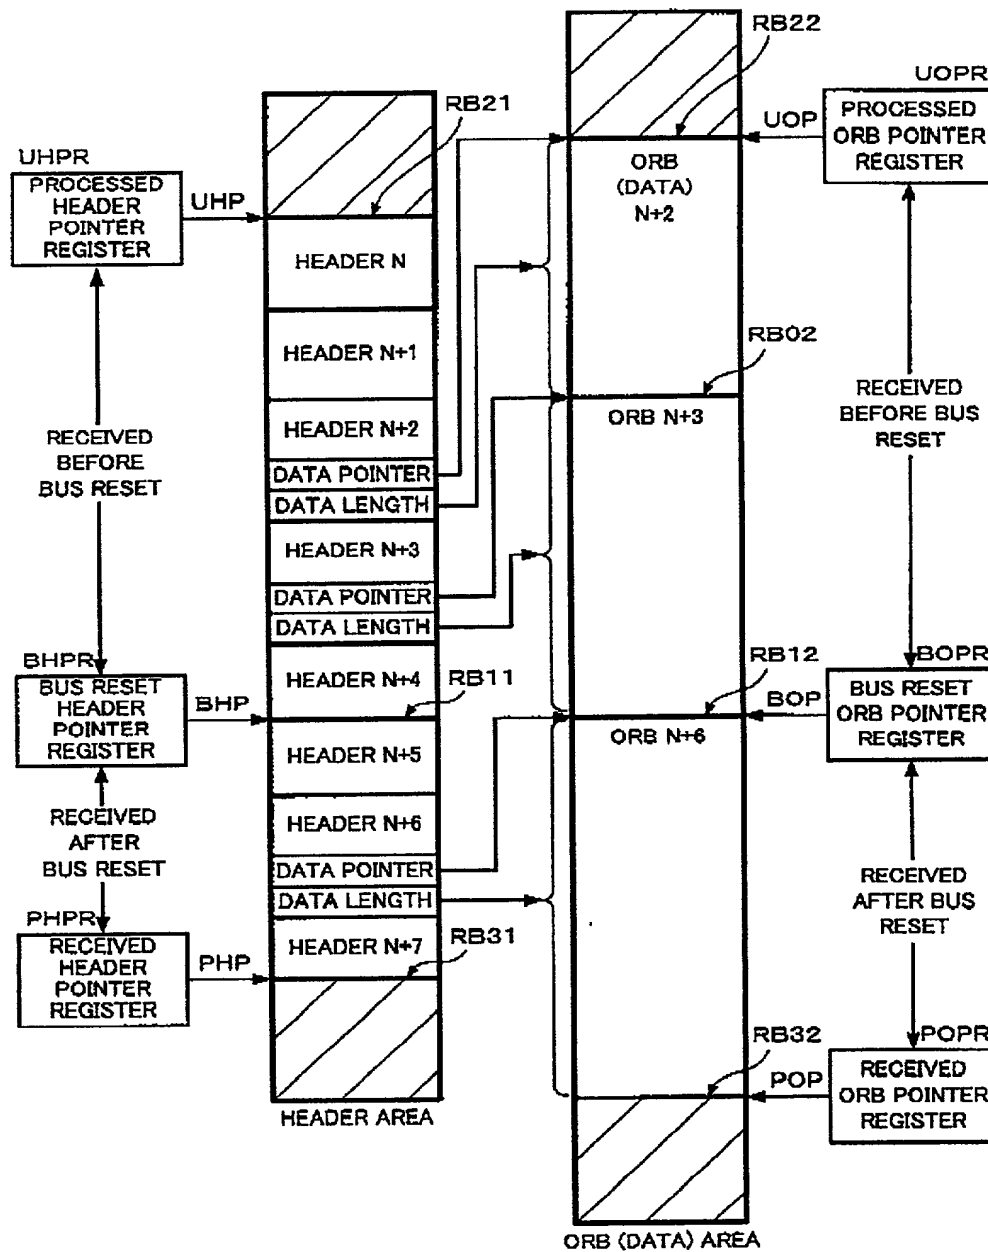 RB22
UOPR
UOP
PROCESSED
ORB POINTER
REGISTER
RB21
UHPR
PROCESSED
HEADER
POINTER
REGISTER
UHP
ORB
(DATA)
N+2
HEADER N
RB02
HEADER N+1
ORB N+3
HEADER N+2
DATA POINTER
DATA LENGTH
RECEIVED
BEFORE
BUS RESET
RECEIVED
BEFORE BUS
RESET
HEADER N+3
DATA POINTER
DATA LENGTH
BHPR
BUS RESET
HEADER
POINTER
REGISTER
BHP
HEADER N+4
RB11
RB12
BOPR
BOP
BUS RESET
ORB POINTER
REGISTER
ORB N+6
HEADER N+5
RECEIVED
AFTER
BUS RESET
HEADER N+6
DATA POINTER
DATA LENGTH
RECEIVED
AFTER BUS
RESET
PHPR
RECEIVED
HEADER
POINTER
REGISTER
PHP
HEADER N+7
RB31
RB32
POPR
POP
RECEIVED
ORB POINTER
REGISTER
HEADER AREA
ORB (DATA) AREA